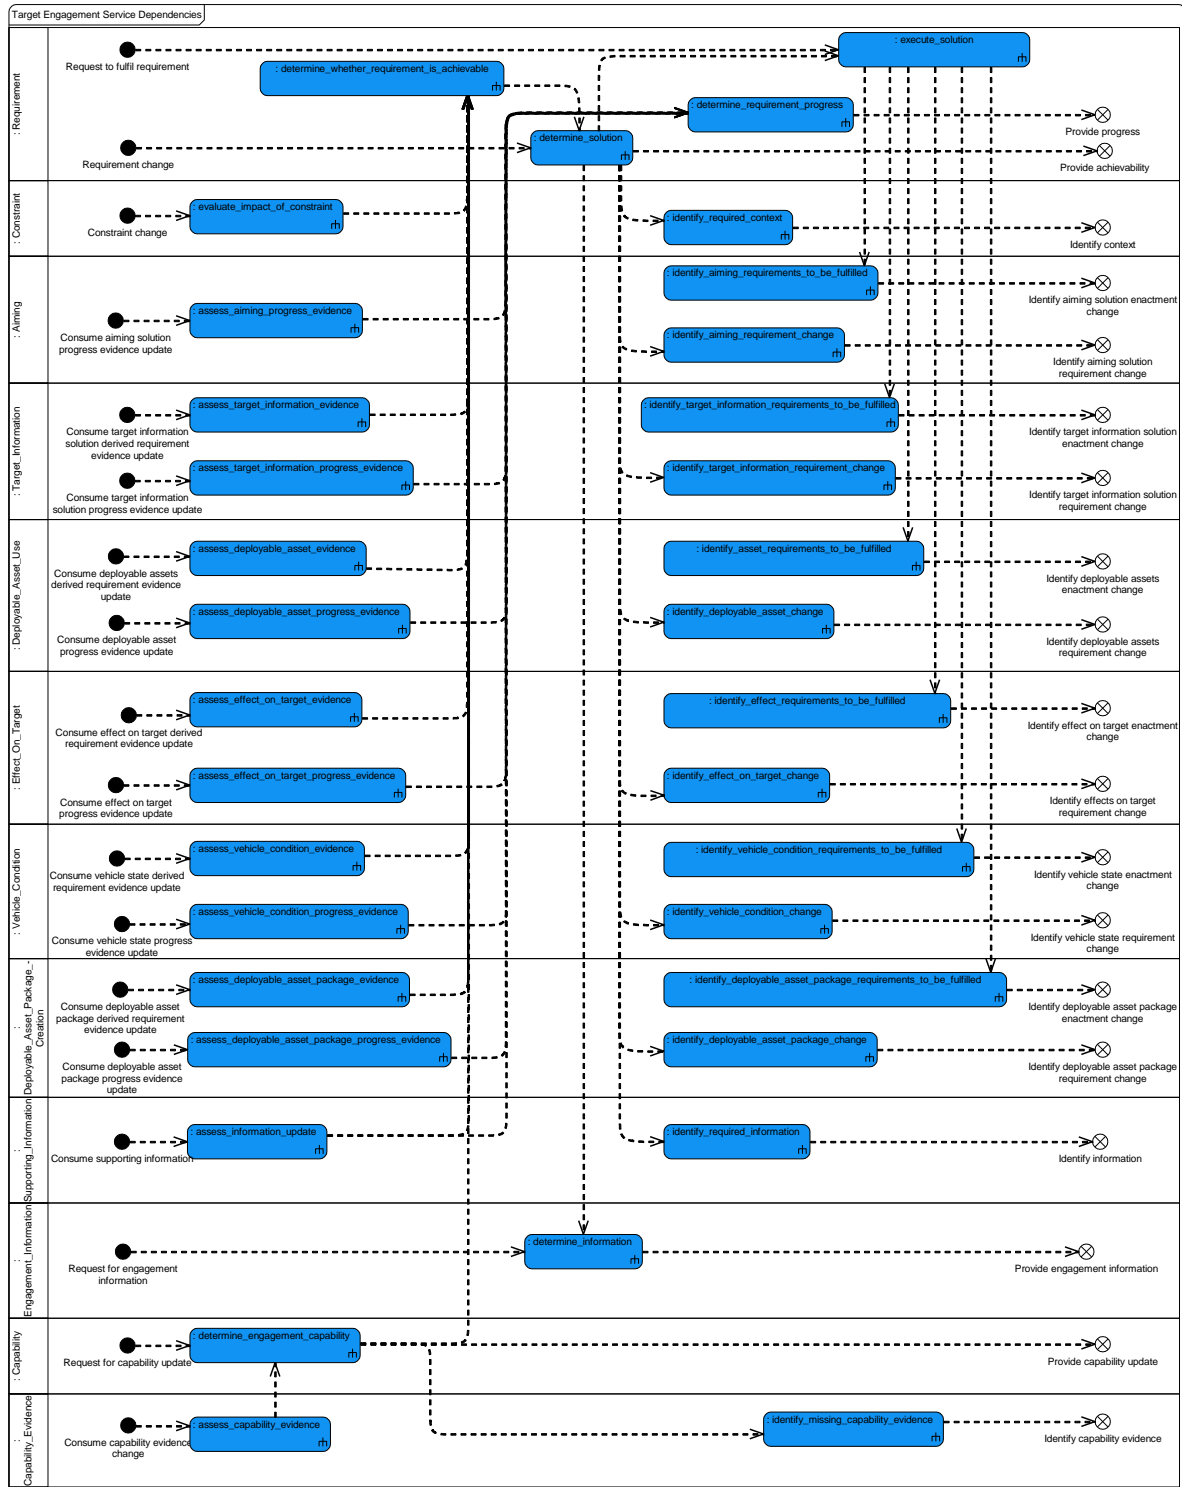 Target Engagement Service Dependencies
: Requirement
Request to fulfil requirement
: execute_solution
: determine_whether_requirement_is_achievable
: determine_requirement_progress
Provide progress
Requirement change
: determine_solution
Provide achievability
: Constraint
Constraint change
: evaluate_impact_of_constraint
: identify_required_context
Identify context
: Aiming
: identify_aiming_requirements_to_be_fulfilled
Identify aiming solution enactment
change
Consume aiming solution
progress evidence update
: assess_aiming_progress_evidence
: identify_aiming_requirement_change
Identify aiming solution
requirement change
: Target_Information
Consume target information
solution derived requirement
evidence update
: assess_target_information_evidence
: identify_target_information_requirements_to_be_fulfilled
Identify target information solution
enactment change
Consume target information
solution progress evidence update
: assess_target_information_progress_evidence
: identify_target_information_requirement_change
Identify target information solution
requirement change
: Deployable_Asset_Use
Consume deployable assets
derived requirement evidence
update
: assess_deployable_asset_evidence
: identify_asset_requirements_to_be_fulfilled
Identify deployable assets
enactment change
Consume deployable asset
progress evidence update
: assess_deployable_asset_progress_evidence
: identify_deployable_asset_change
Identify deployable assets
requirement change
: Effect_On_Target
Consume effect on target derived
requirement evidence update
: assess_effect_on_target_evidence
: identify_effect_requirements_to_be_fulfilled
Identify effect on target enactment
change
Consume effect on target
progress evidence update
: assess_effect_on_target_progress_evidence
: identify_effect_on_target_change
Identify effects on target
requirement change
: Vehicle_Condition
Consume vehicle state derived
requirement evidence update
: assess_vehicle_condition_evidence
: identify_vehicle_condition_requirements_to_be_fulfilled
Identify vehicle state enactment
change
Consume vehicle state progress
evidence update
: assess_vehicle_condition_progress_evidence
: identify_vehicle_condition_change
Identify vehicle state requirement
change
:
Deployable_Asset_Package_-
Creation
Consume deployable asset
package derived requirement
evidence update
: assess_deployable_asset_package_evidence
: identify_deployable_asset_package_requirements_to_be_fulfilled
Identify deployable asset package
enactment change
Consume deployable asset
package progress evidence
update
: assess_deployable_asset_package_progress_evidence
: identify_deployable_asset_package_change
Identify deployable asset package
requirement change
:
Supporting_Information
Consume supporting information
: assess_information_update
: identify_required_information
Identify information
:
Engagement_Information
Request for engagement
information
: determine_information
Provide engagement information
: Capability
Request for capability update
: determine_engagement_capability
Provide capability update
:
Capability_Evidence
Consume capability evidence
change
: assess_capability_evidence
: identify_missing_capability_evidence
Identify capability evidence